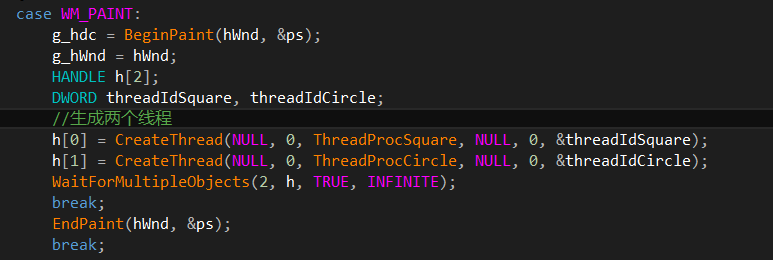 case WM_PAINT:
g_hdc = BeginPaint(hWnd, &ps);
g_hWnd = hWnd;
HANDLE h[2];
DWORD threadIdSquare, threadIdCircle;
//生成两个线程
h[0] = CreateThread(NULL, 0, ThreadProcSquare, NULL, 0, &threadIdSquare);
h[1] = CreateThread(NULL, 0, ThreadProcCircle, NULL, 0, &threadIdCircle);
WaitForMultipleObjects(2, h, TRUE, INFINITE);
break;
EndPaint(hWnd, &ps);
break;